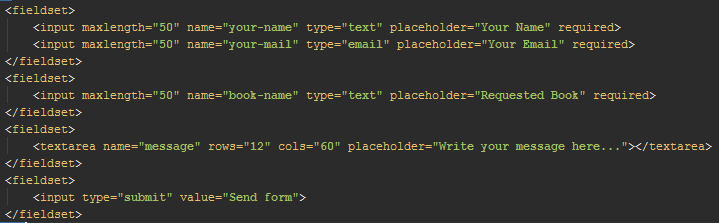 <fieldset>
<input maxlength="50" name="your-name" type="text" placeholder="Your Name" required>
<input maxlength="50" name="your-mail" type="email" placeholder="Your Email" required>
</fieldset>
<fieldset>
<input maxlength="50" name="book-name" type="text" placeholder="Requested Book" required>
</fieldset>
<fieldset>
<textarea name="message" rows="12" cols="60" placeholder="Write your message here..."></textarea>
</fieldset>
<fieldset>
<input type="submit" value="Send form">
</fieldset>